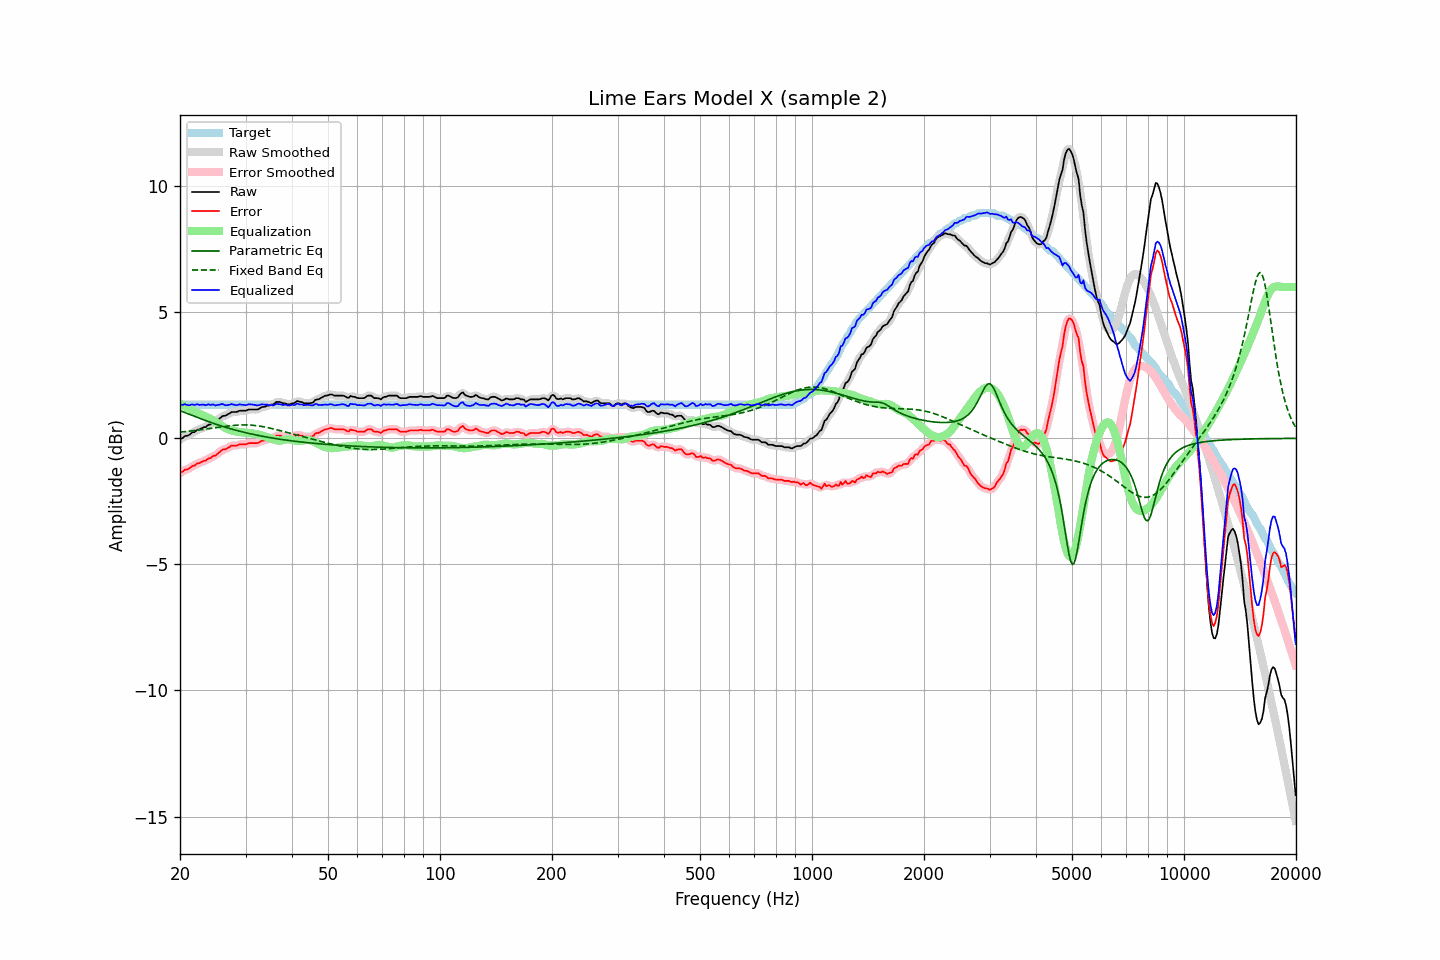 Lime Ears Model X (sample 2)
Target
Raw Smoothed
Error Smoothed
Raw
Error
Equalization
Parametric Eq
Fixed Band Eq
Equalized
Amplitude (dBr)
10
5
0
−5
−10
−15
20 50 100 200 500 1000 2000 5000 10000 20000
Frequency (Hz)